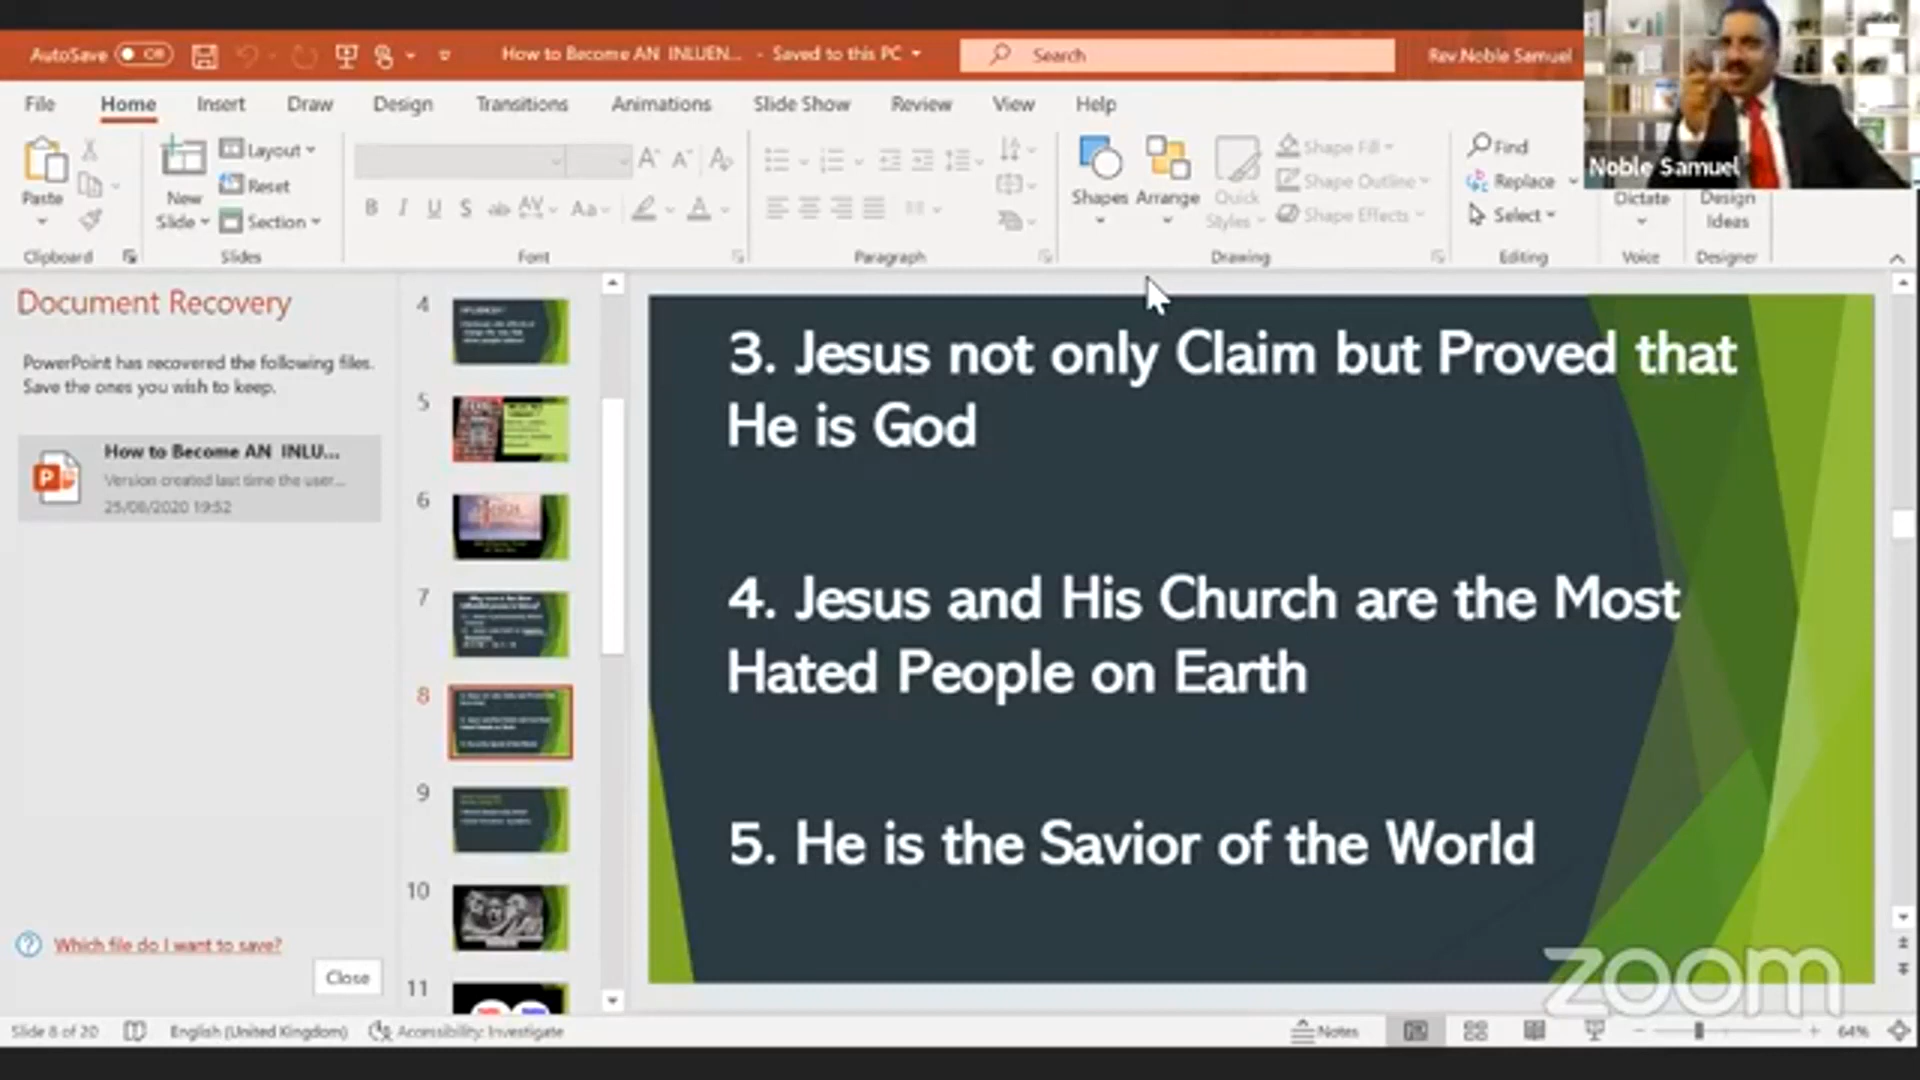 AutoSave Off
How to Become AN INLUEN... - Saved to this PC
Search
Rev.Noble Samuel
File Home Insert Draw Design Transitions Animations Slide Show Review View Help
Noble Samuel
Paste
New
Slide
Layout
Reset
Section
Shapes
Arrange
Quick
Styles
Shape Fill
Shape Outline
Shape Effects
Find
Replace
Select
Dictate
Design
Ideas
Clipboard Slides Font Paragraph Drawing Editing Voice Designer
Document Recovery
PowerPoint has recovered the following files.
Save the ones you wish to keep.
How to Become AN INLU...
Version created last time the user...
25/08/2020 19:52
Which file do I want to save?
Close
4
5
6
7
8
9
10
11
3. Jesus not only Claim but Proved that
He is God
4. Jesus and His Church are the Most
Hated People on Earth
5. He is the Savior of the World
zoom
Slide 8 of 20 English (United Kingdom) Accessibility: Investigate Notes 64%